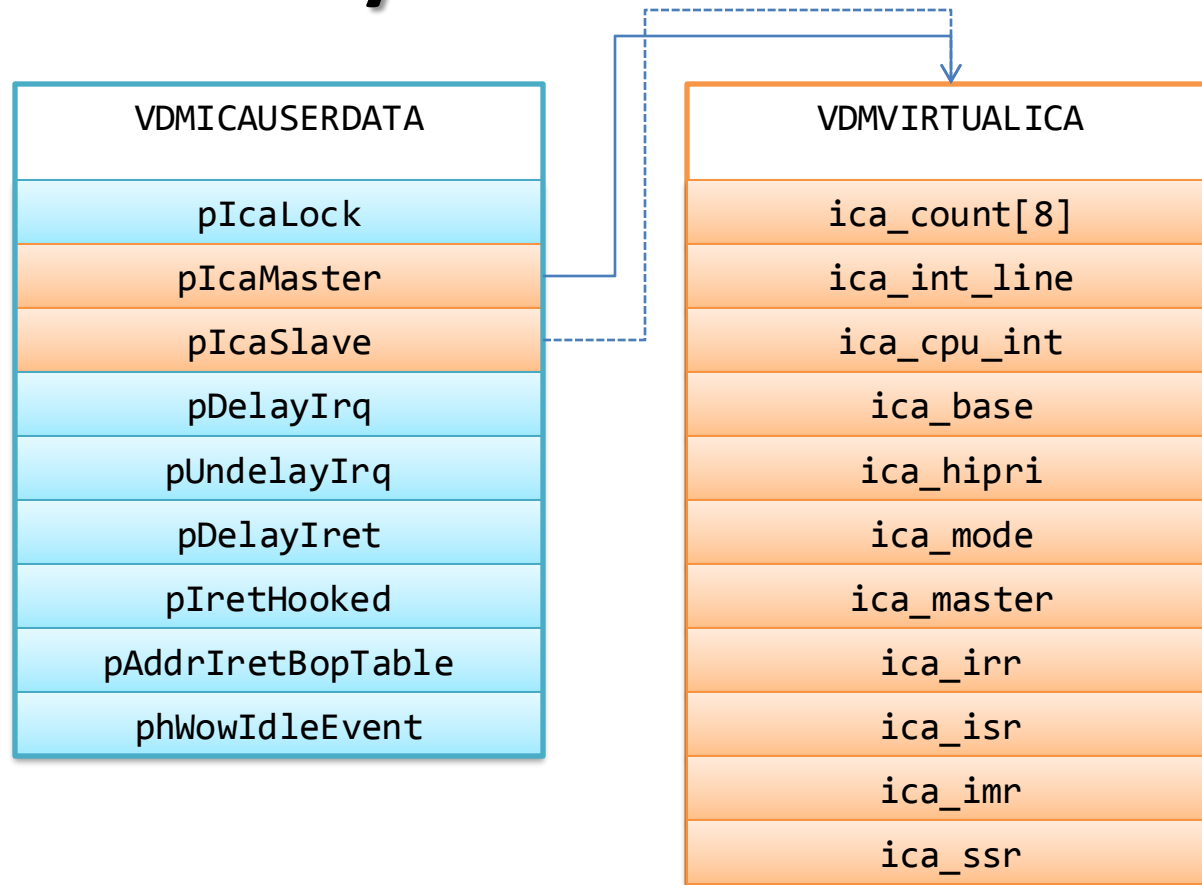 VDMICAUSERDATA
pIcaLock
pIcaMaster
pIcaSlave
pDelayIrq
pUndelayIrq
pDelayIret
pIretHooked
pAddrIretBopTable
phWowIdleEvent
VDMVIRTUALICA
ica_count[8]
ica_int_line
ica_cpu_int
ica_base
ica_hipri
ica_mode
ica_master
ica_irr
ica_isr
ica_imr
ica_ssr